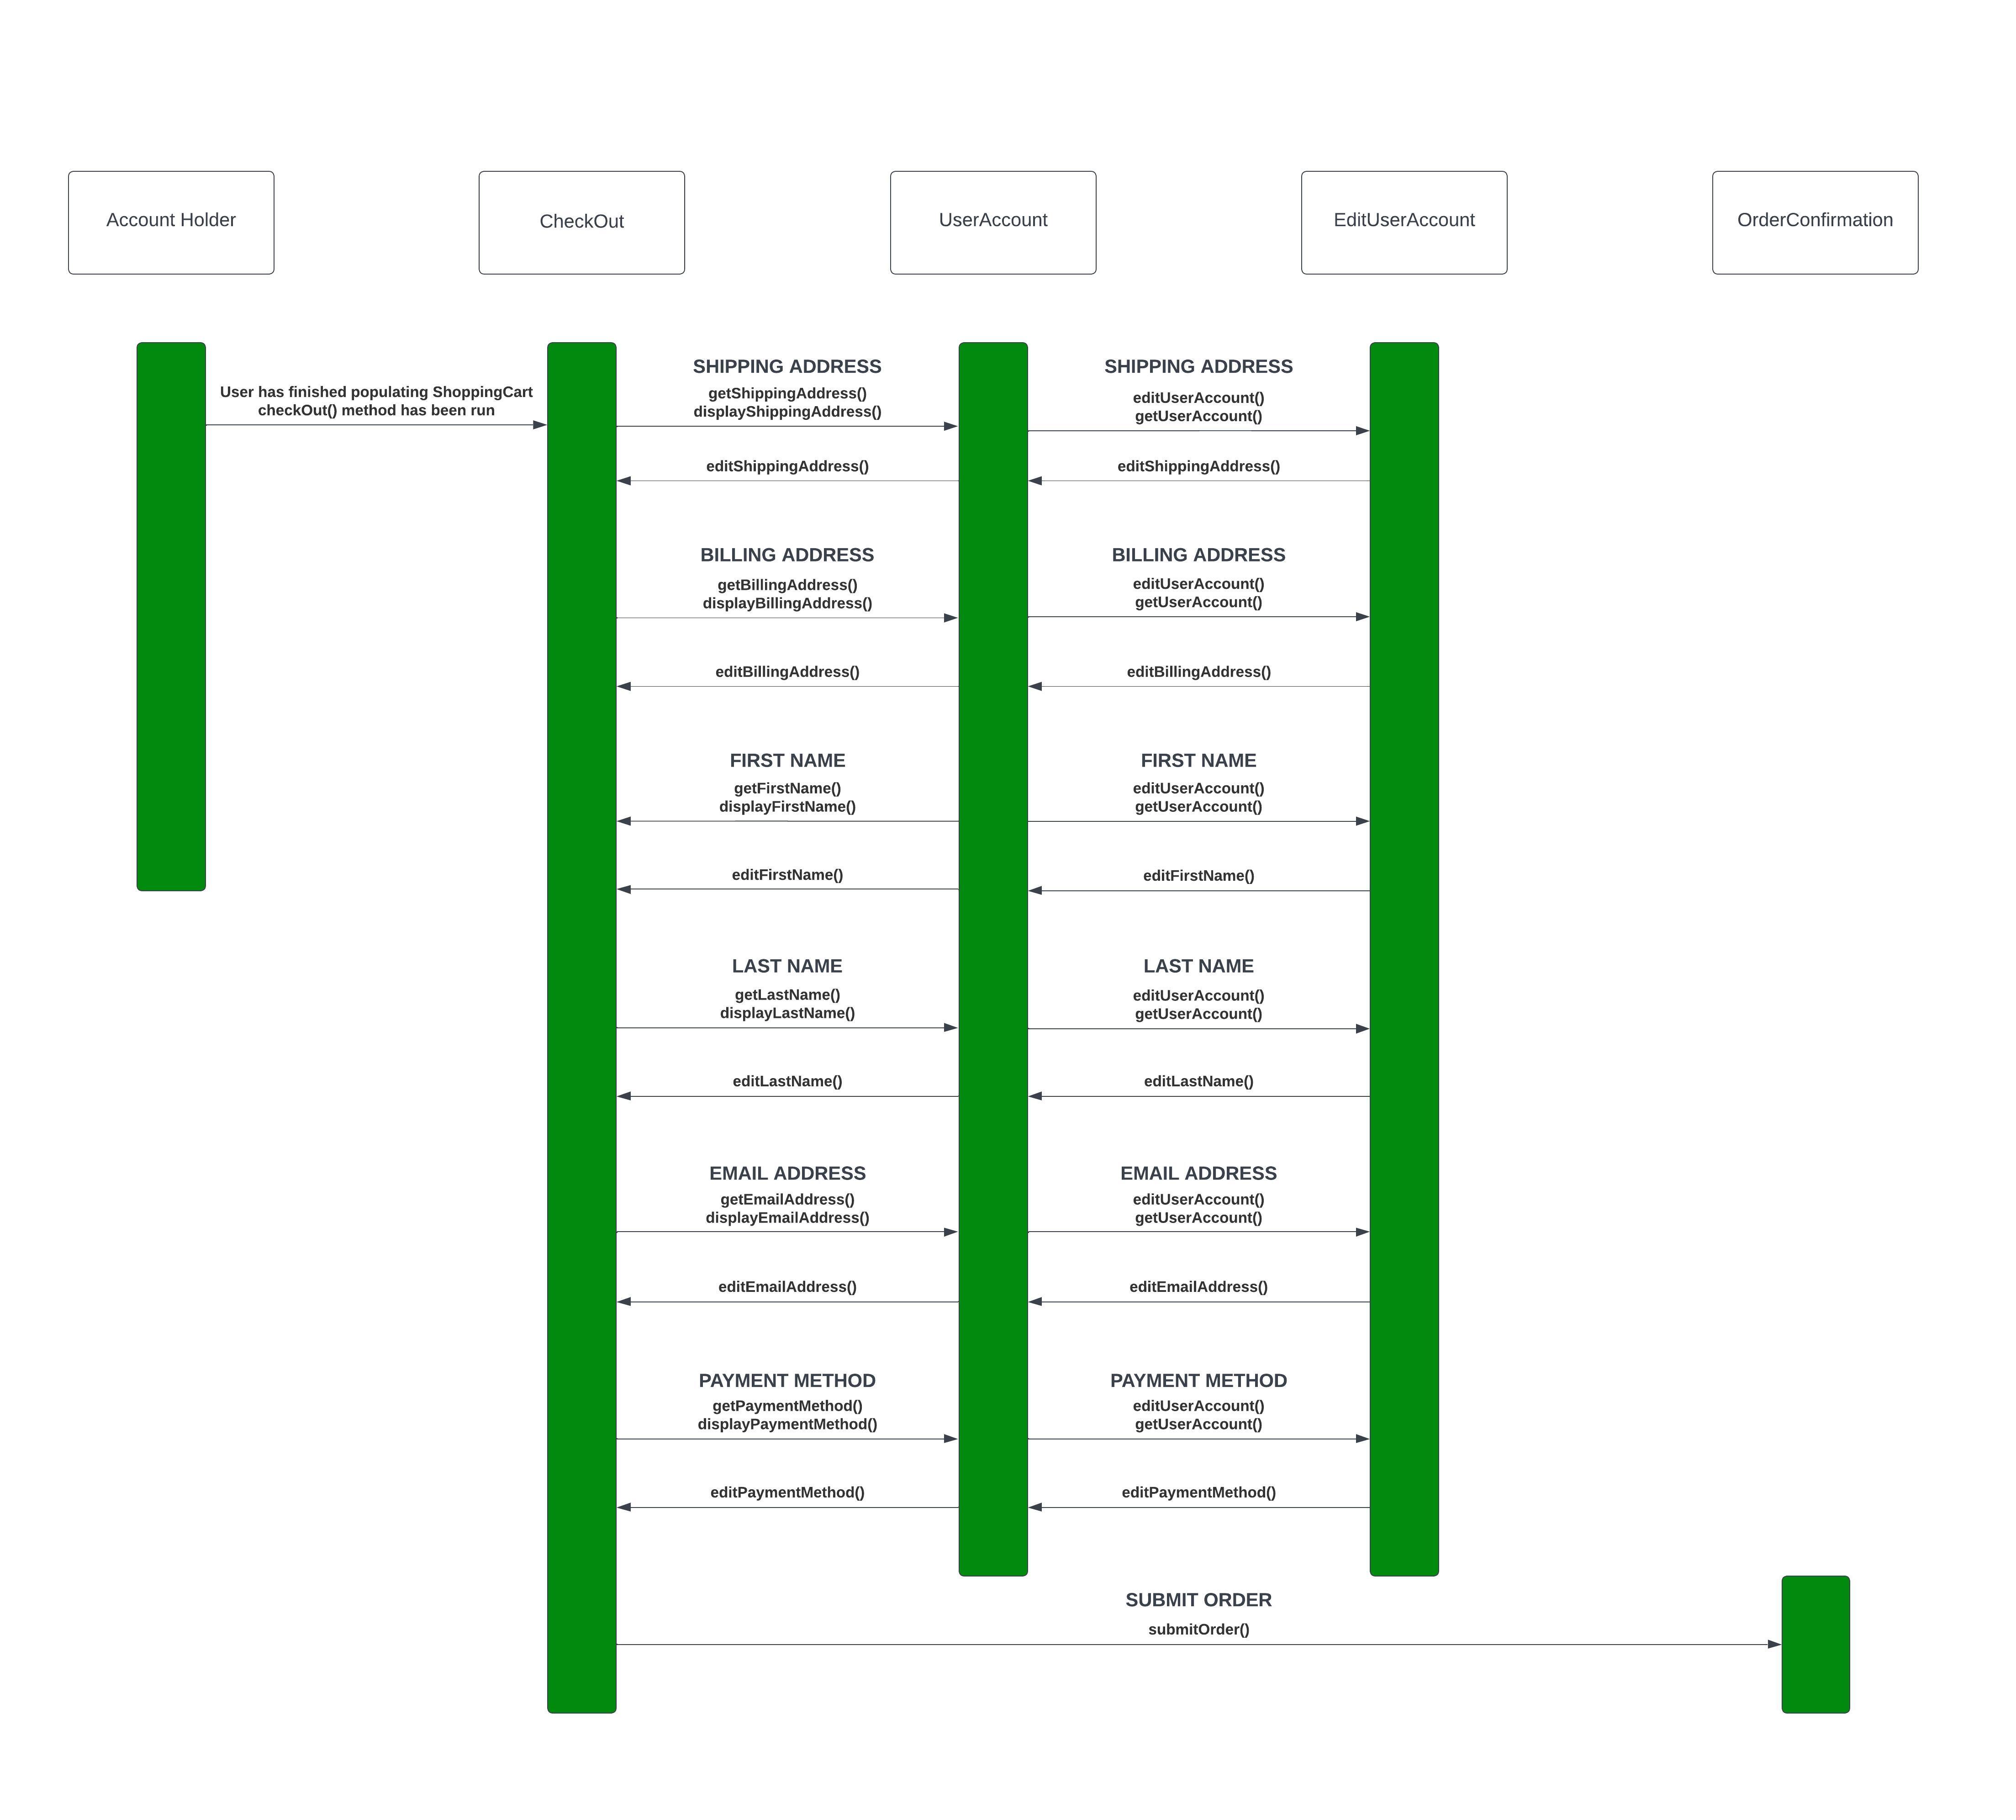 Account Holder
CheckOut
UserAccount
EditUserAccount
OrderConfirmation
User has finished populating ShoppingCart
checkOut() method has been run
SHIPPING ADDRESS
getShippingAddress()
displayShippingAddress()
SHIPPING ADDRESS
editUserAccount()
getUserAccount()
editShippingAddress()
editShippingAddress()
BILLING ADDRESS
getBillingAddress()
displayBillingAddress()
BILLING ADDRESS
editUserAccount()
getUserAccount()
editBillingAddress()
editBillingAddress()
FIRST NAME
getFirstName()
displayFirstName()
FIRST NAME
editUserAccount()
getUserAccount()
editFirstName()
editFirstName()
LAST NAME
getLastName()
displayLastName()
LAST NAME
editUserAccount()
getUserAccount()
editLastName()
editLastName()
EMAIL ADDRESS
getEmailAddress()
displayEmailAddress()
EMAIL ADDRESS
editUserAccount()
getUserAccount()
editEmailAddress()
editEmailAddress()
PAYMENT METHOD
getPaymentMethod()
displayPaymentMethod()
PAYMENT METHOD
editUserAccount()
getUserAccount()
editPaymentMethod()
editPaymentMethod()
SUBMIT ORDER
submitOrder()